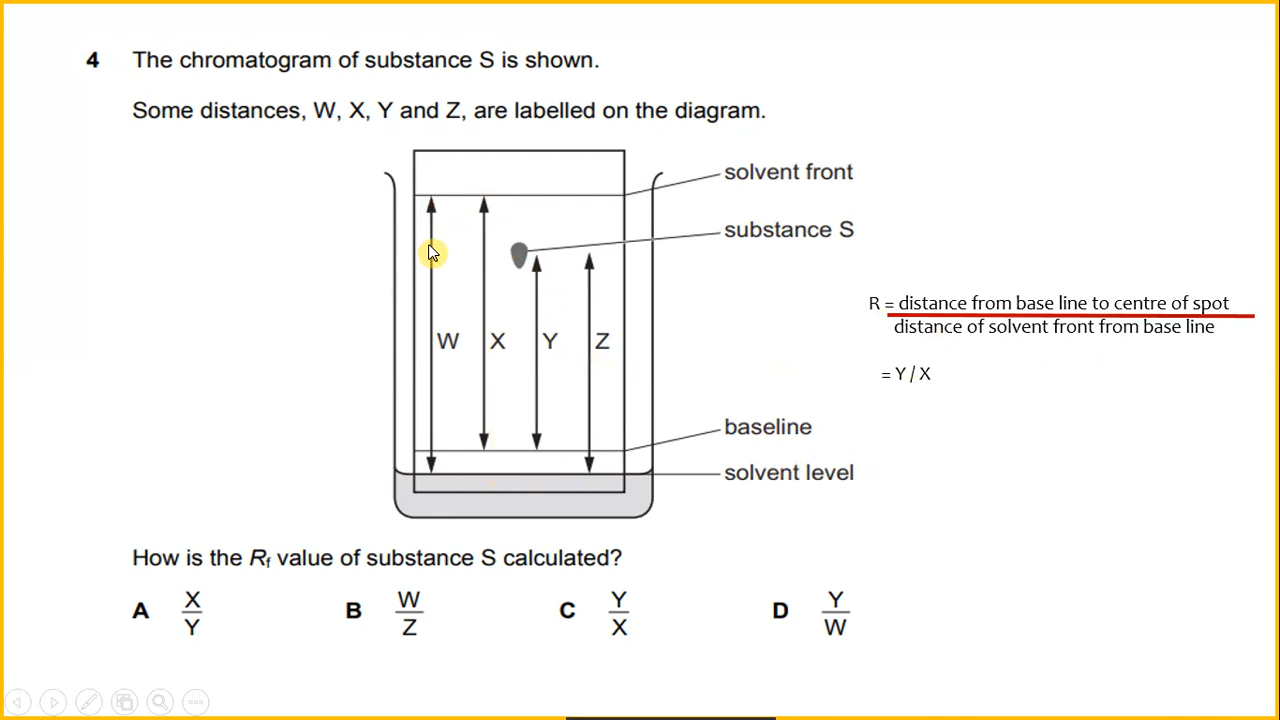 4 The chromatogram of substance S is shown.
Some distances, W, X, Y and Z, are labelled on the diagram.
solvent front
substance S
W X Y Z
baseline
solvent level
R = distance from base line to centre of spot
distance of solvent front from base line
= Y / X
How is the Rf value of substance S calculated?
A X/Y B W/Z C Y/X D Y/W